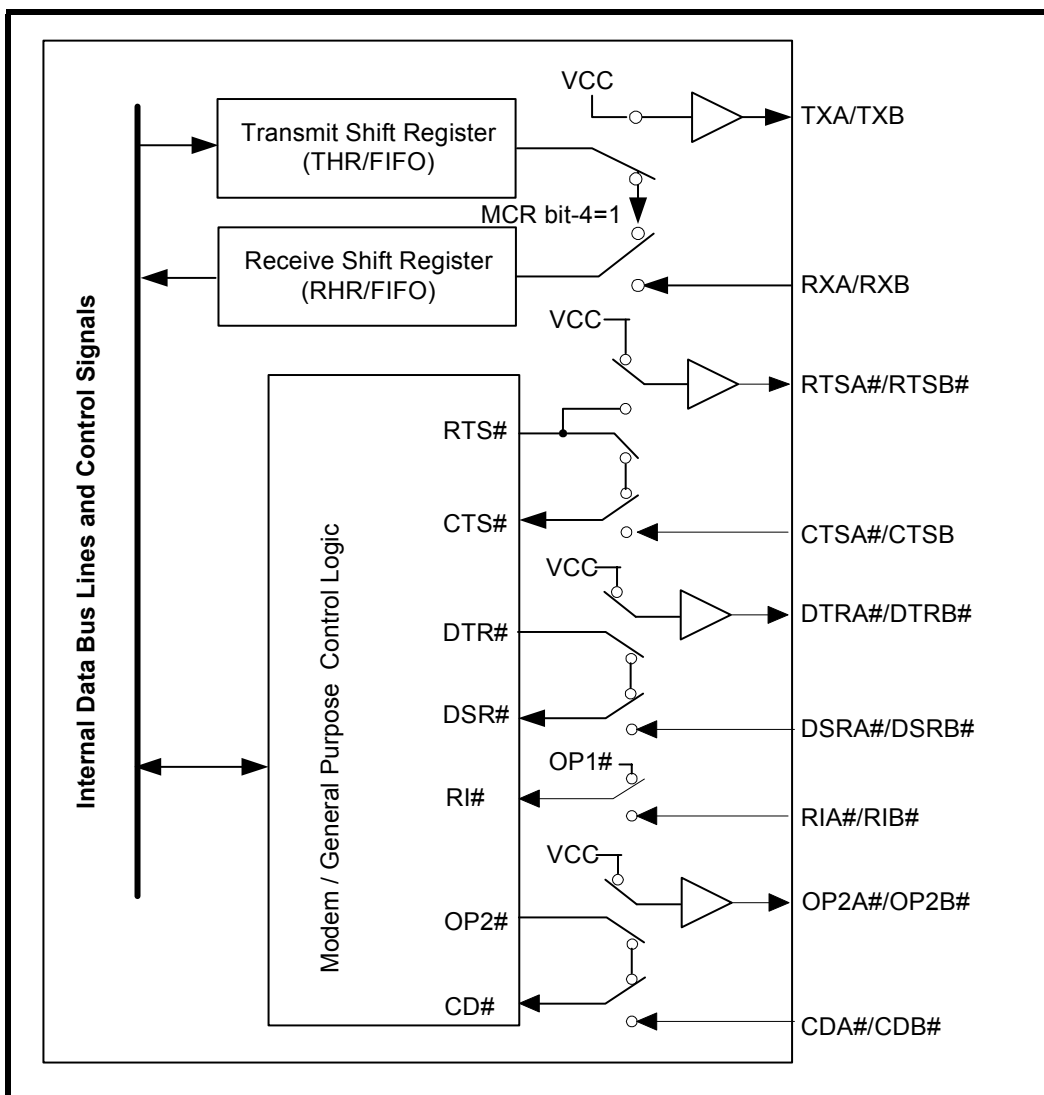 VCC
TXA/TXB
Transmit Shift Register
(THR/FIFO)
MCR bit-4=1
Receive Shift Register
(RHR/FIFO)
RXA/RXB
VCC
RTSA#/RTSB#
RTS#
CTS#
CTSA#/CTSB
VCC
DTRA#/DTRB#
DTR#
DSR#
DSRA#/DSRB#
OP1#
RI#
RIA#/RIB#
VCC
OP2A#/OP2B#
OP2#
CD#
CDA#/CDB#
Internal Data Bus Lines and Control Signals
Modem / General Purpose Control Logic